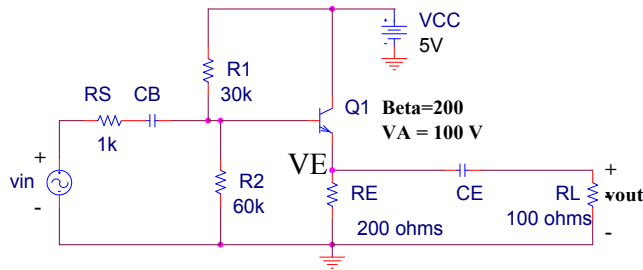 VCC
5V
R1
30k
RS
CB
1k
Q1
Beta=200
VA = 100 V
+
vin
-
R2
60k
VE
RE
200 ohms
CE
RL
100 ohms
+
vout
-